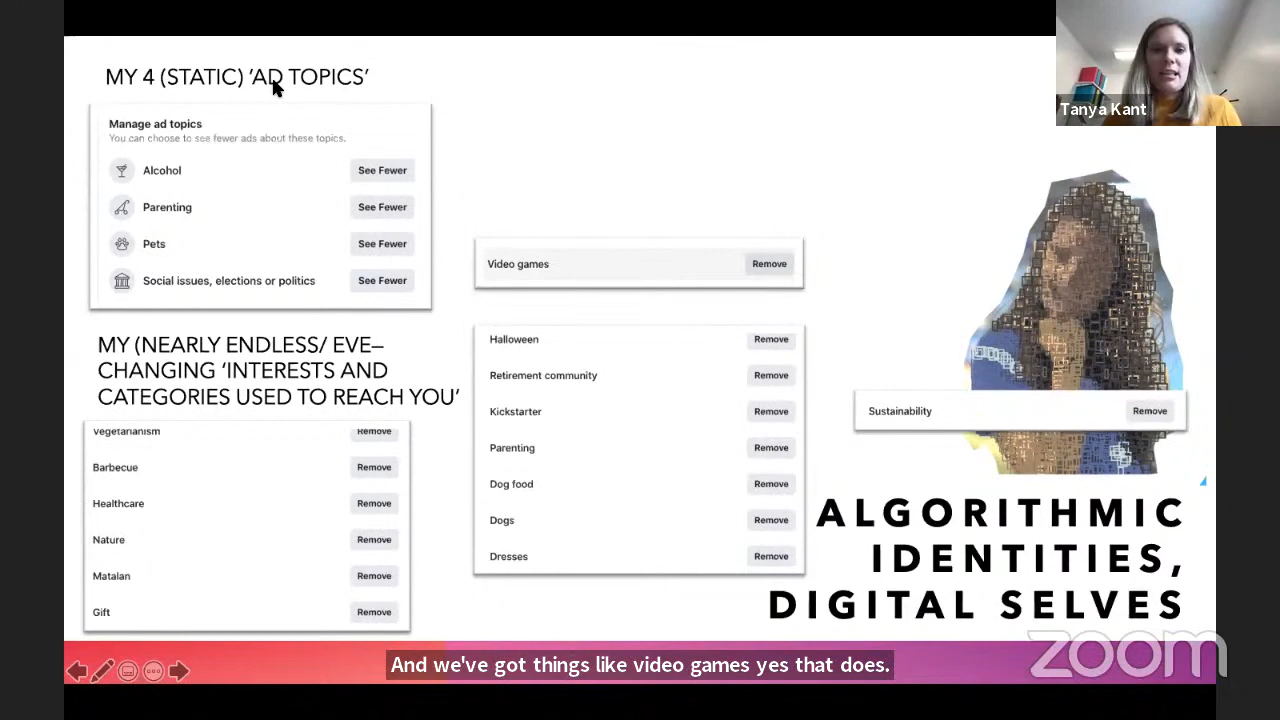 MY 4 (STATIC) 'AD TOPICS'
Manage ad topics
You can choose to see fewer ads about these topics.
Alcohol See Fewer
Parenting See Fewer
Pets See Fewer
Social issues, elections or politics See Fewer
MY (NEARLY ENDLESS/ EVE–
CHANGING 'INTERESTS AND
CATEGORIES USED TO REACH YOU'
Vegetarianism Remove
Barbecue Remove
Healthcare Remove
Nature Remove
Matalan Remove
Gift Remove
Video games Remove
Halloween Remove
Retirement community Remove
Kickstarter Remove
Parenting Remove
Dog food Remove
Dogs Remove
Dresses Remove
Tanya Kant
Sustainability Remove
ALGORITHMIC
IDENTITIES,
DIGITAL SELVES
And we've got things like video games yes that does.
zoom